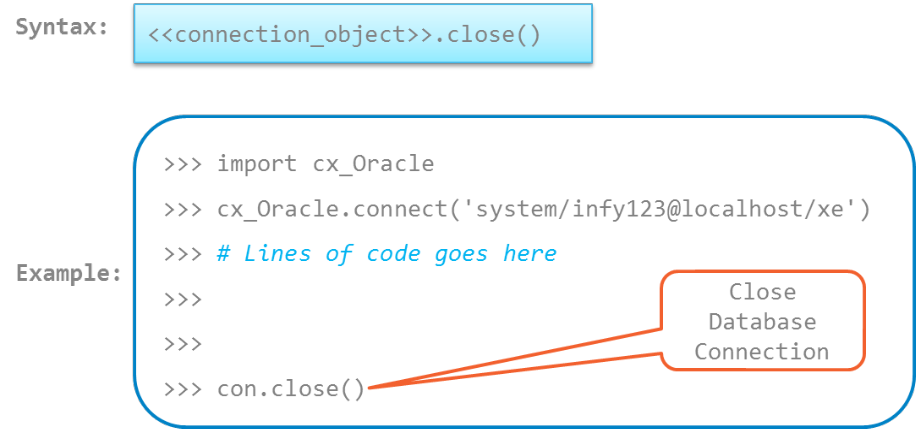 Syntax:
<<connection_object>>.close()
>>> import cx_Oracle
>>> cx_Oracle.connect('system/infy123@localhost/xe')
>>> # Lines of code goes here
Example:
>>>
>>>
>>> con.close()
Close
Database
Connection